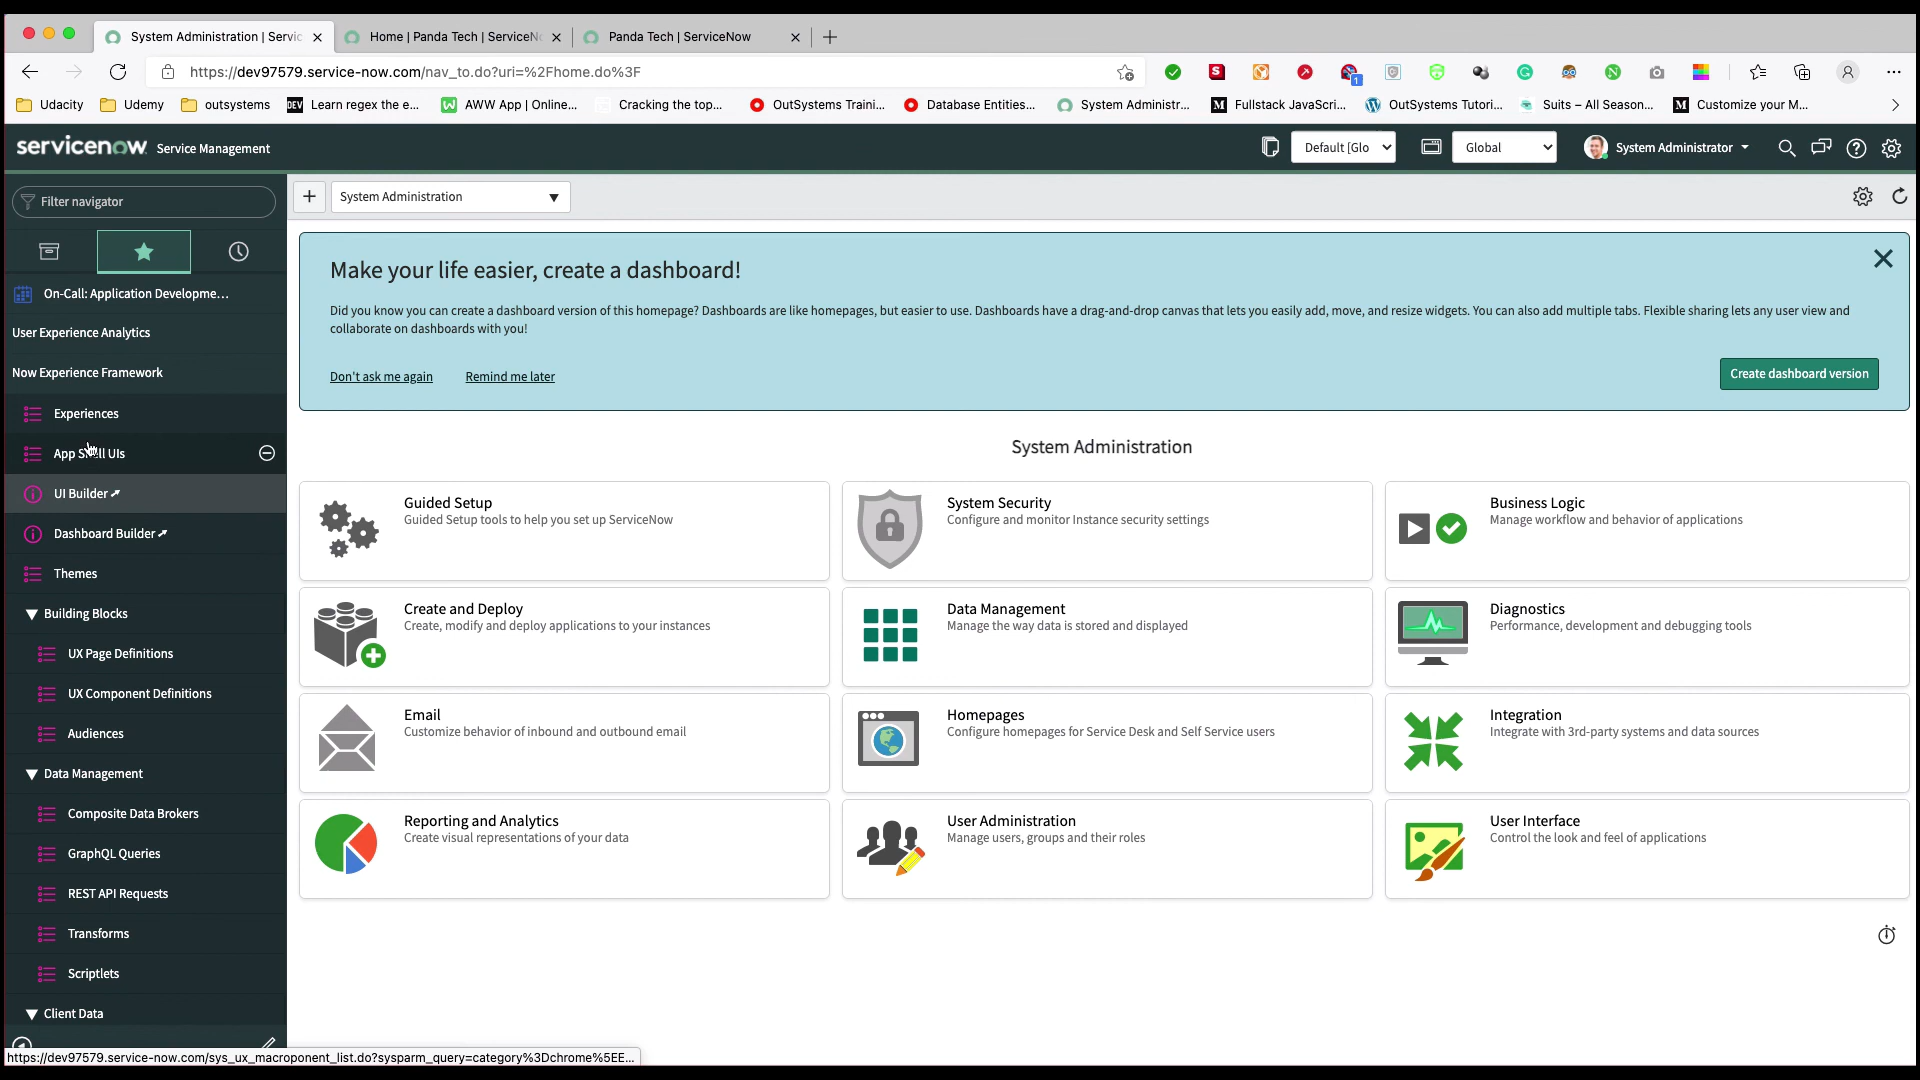 System Administration | Servic
Home | Panda Tech | ServiceN
Panda Tech | ServiceNow
https://dev97579.service-now.com/nav_to.do?uri=%2Fhome.do%3F
1
Udacity
Udemy
outsystems
DEV Learn regex the e...
AWW App | Online...
Cracking the top...
OutSystems Traini...
Database Entities...
System Administr...
Fullstack JavaScri...
OutSystems Tutori...
Suits – All Season...
Customize your M...
servicenow Service Management
Default [Glo
Global
System Administrator
Filter navigator
System Administration
On-Call: Application Developme...
User Experience Analytics
Now Experience Framework
Experiences
App Shell UIs
UI Builder
Dashboard Builder
Themes
Building Blocks
UX Page Definitions
UX Component Definitions
Audiences
Data Management
Composite Data Brokers
GraphQL Queries
REST API Requests
Transforms
Scriptlets
Client Data
Make your life easier, create a dashboard!
Did you know you can create a dashboard version of this homepage? Dashboards are like homepages, but easier to use. Dashboards have a drag-and-drop canvas that lets you easily add, move, and resize widgets. You can also add multiple tabs. Flexible sharing lets any user view and
collaborate on dashboards with you!
Don't ask me again
Remind me later
Create dashboard version
System Administration
Guided Setup
Guided Setup tools to help you set up ServiceNow
System Security
Configure and monitor Instance security settings
Business Logic
Manage workflow and behavior of applications
Create and Deploy
Create, modify and deploy applications to your instances
Data Management
Manage the way data is stored and displayed
Diagnostics
Performance, development and debugging tools
Email
Customize behavior of inbound and outbound email
Homepages
Configure homepages for Service Desk and Self Service users
Integration
Integrate with 3rd-party systems and data sources
Reporting and Analytics
Create visual representations of your data
User Administration
Manage users, groups and their roles
User Interface
Control the look and feel of applications
https://dev97579.service-now.com/sys_ux_macroponent_list.do?sysparm_query=category%3Dchrome%5EE...